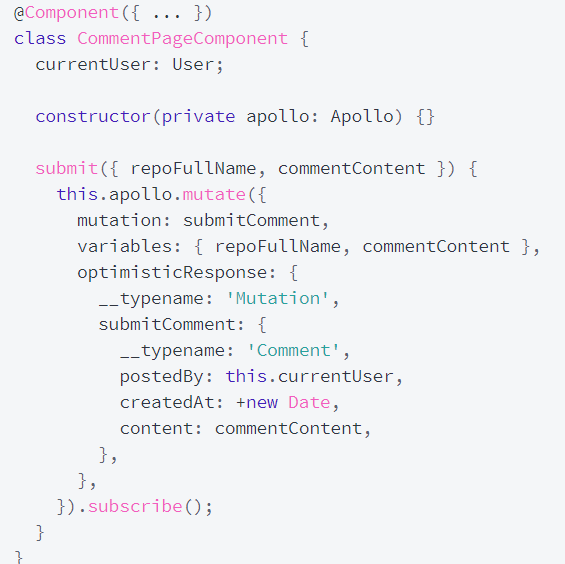 @Component({ ... })
class CommentPageComponent {
  currentUser: User;

  constructor(private apollo: Apollo) {}

  submit({ repoFullName, commentContent }) {
    this.apollo.mutate({
      mutation: submitComment,
      variables: { repoFullName, commentContent },
      optimisticResponse: {
        __typename: 'Mutation',
        submitComment: {
          __typename: 'Comment',
          postedBy: this.currentUser,
          createdAt: +new Date,
          content: commentContent,
        },
      },
    }).subscribe();
  }
}